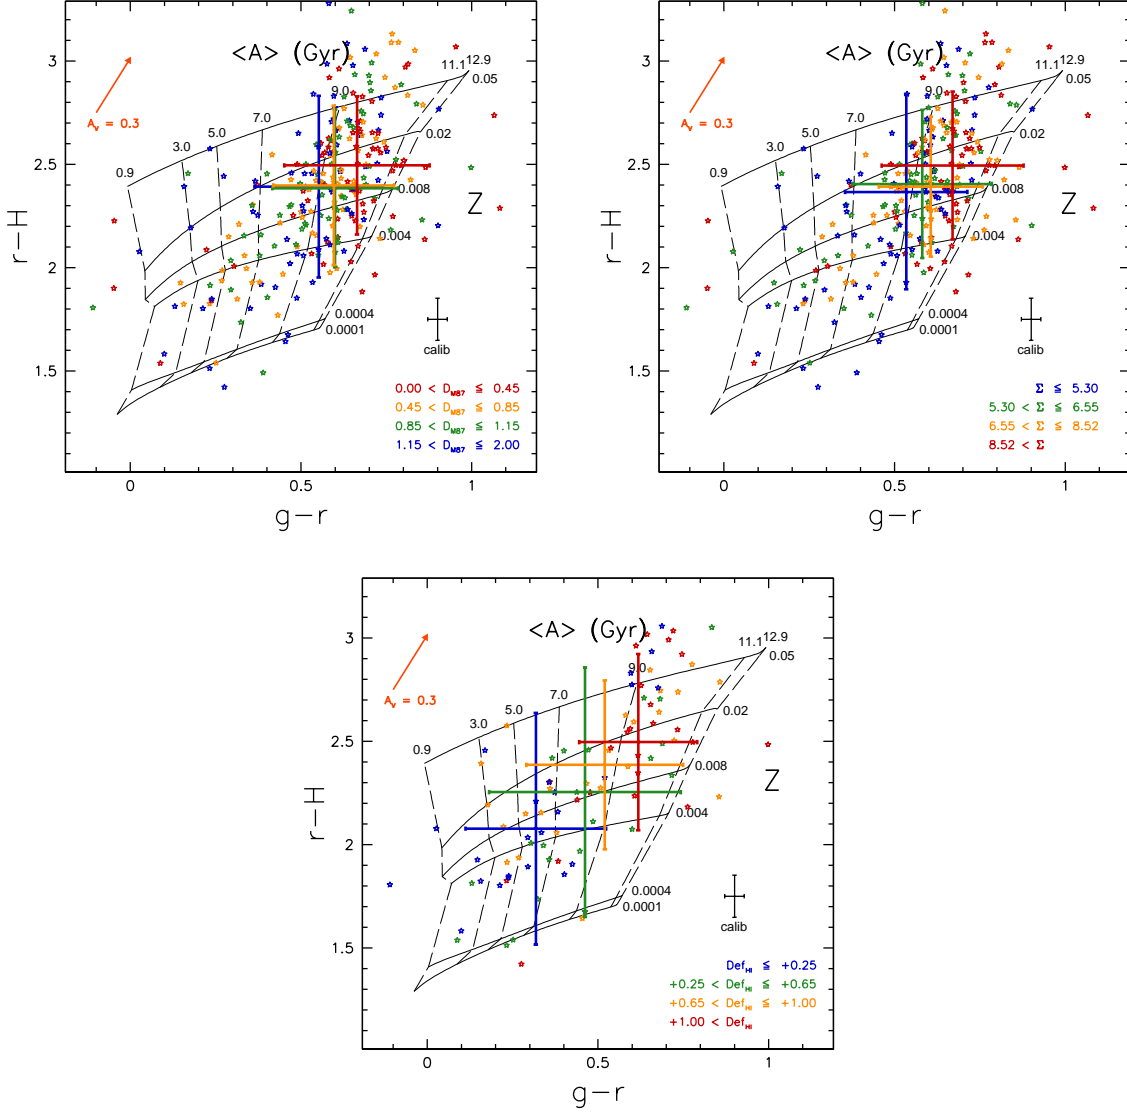 <A> (Gyr)
12.9
11.1
0.05
9.0
7.0
5.0
3.0
0.9
0.02
0.008
0.004
0.0004
0.0001
Z
A_V = 0.3
calib
0.00 < D_M87 ≦ 0.45
0.45 < D_M87 ≦ 0.85
0.85 < D_M87 ≦ 1.15
1.15 < D_M87 ≦ 2.00
3
2.5
2
1.5
r−H
0
0.5
1
g−r
<A> (Gyr)
12.9
11.1
0.05
9.0
7.0
5.0
3.0
0.9
0.02
0.008
0.004
0.0004
0.0001
Z
A_V = 0.3
calib
Σ ≦ 5.30
5.30 < Σ ≦ 6.55
6.55 < Σ ≦ 8.52
8.52 < Σ
3
2.5
2
1.5
r−H
0
0.5
1
g−r
<A> (Gyr)
12.9
11.1
0.05
9.0
7.0
5.0
3.0
0.9
0.02
0.008
0.004
0.0004
0.0001
Z
A_V = 0.3
calib
Def_HI ≦ +0.25
+0.25 < Def_HI ≦ +0.65
+0.65 < Def_HI ≦ +1.00
+1.00 < Def_HI
3
2.5
2
1.5
r−H
0
0.5
1
g−r